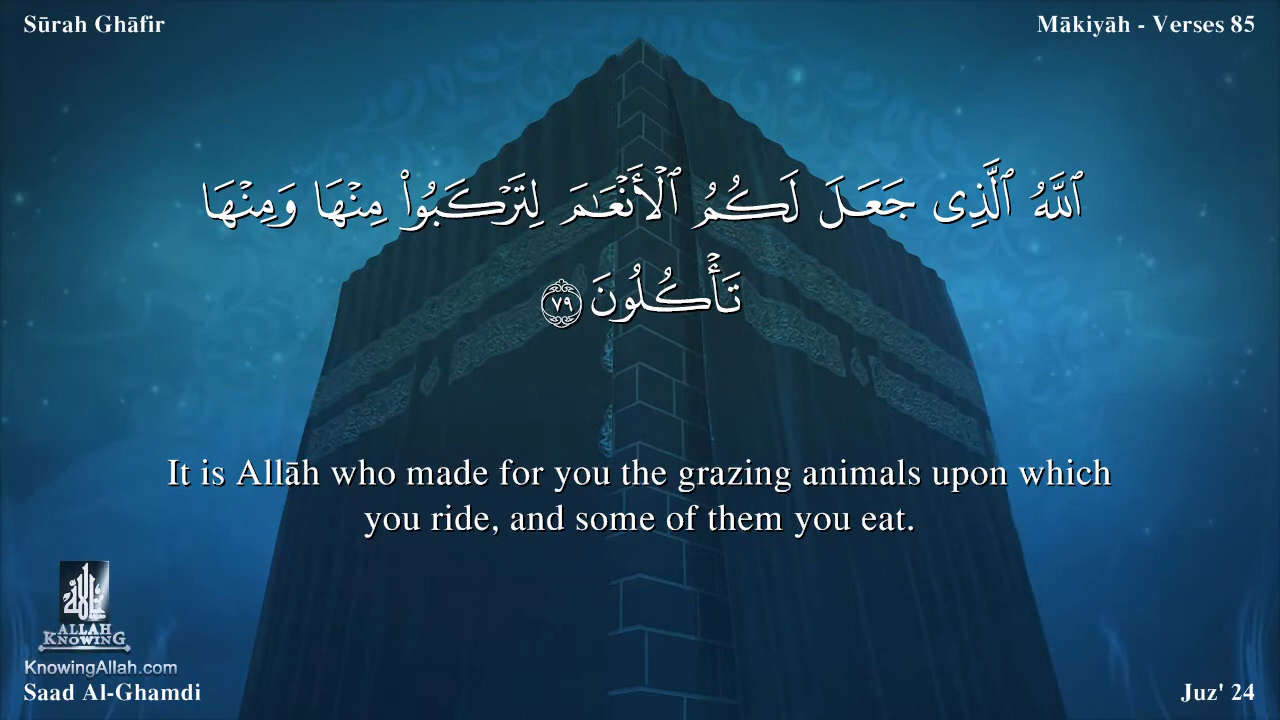 Sūrah Ghāfir
Mākiyāh - Verses 85
ٱللَّهُ ٱلَّذِى جَعَلَ لَكُمُ ٱلْأَنْعَـٰمَ لِتَرْكَبُوا۟ مِنْهَا وَمِنْهَا
تَأْكُلُونَ ٧٩
It is Allāh who made for you the grazing animals upon which
you ride, and some of them you eat.
ALLAH
KNOWING
KnowingAllah.com
Saad Al-Ghamdi
Juz' 24